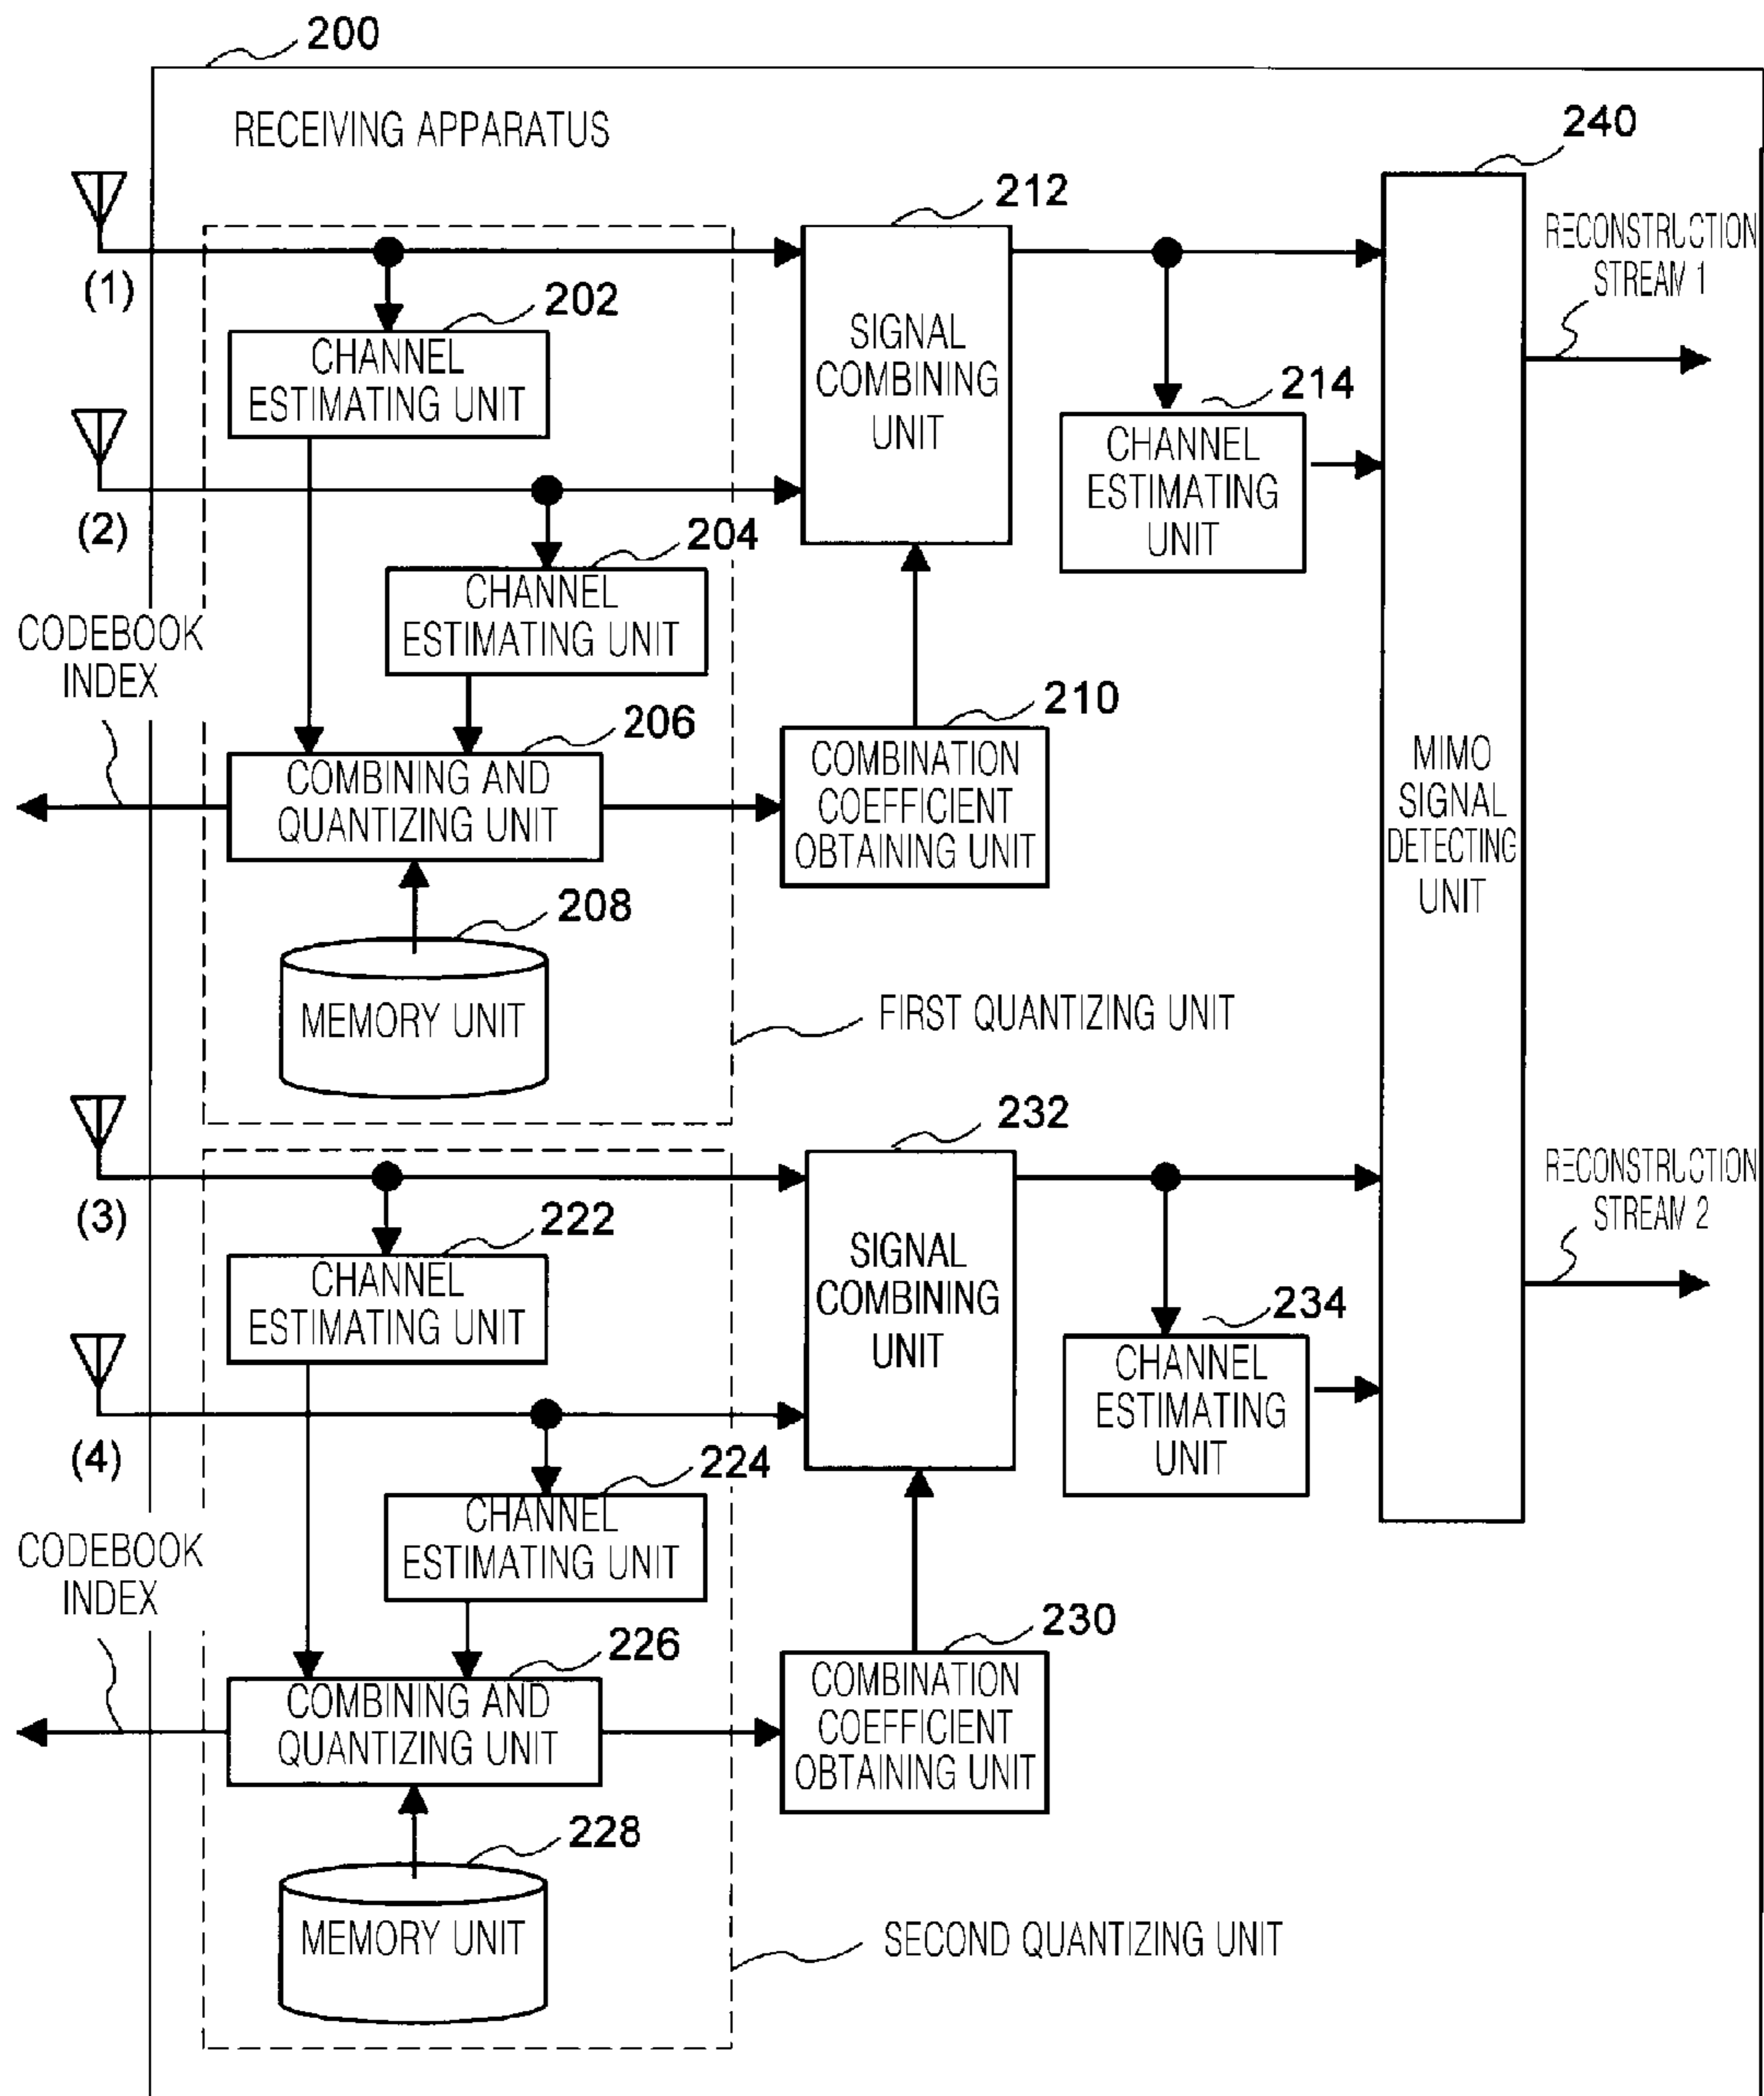 200
RECEIVING APPARATUS
240
212
RECONSTRUCTION
STREAM 1
(1)
202
CHANNEL
ESTIMATING UNIT
SIGNAL
COMBINING
UNIT
214
CHANNEL
ESTIMATING
UNIT
(2)
204
CHANNEL
ESTIMATING UNIT
CODEBOOK
INDEX
206
COMBINING AND
QUANTIZING UNIT
210
COMBINATION
COEFFICIENT
OBTAINING UNIT
MIMO
SIGNAL
DETECTING
UNIT
208
MEMORY UNIT
FIRST QUANTIZING UNIT
232
RECONSTRUCTION
STREAM 2
(3)
222
CHANNEL
ESTIMATING UNIT
SIGNAL
COMBINING
UNIT
234
CHANNEL
ESTIMATING
UNIT
(4)
224
CHANNEL
ESTIMATING UNIT
CODEBOOK
INDEX
226
COMBINING AND
QUANTIZING UNIT
230
COMBINATION
COEFFICIENT
OBTAINING UNIT
228
MEMORY UNIT
SECOND QUANTIZING UNIT